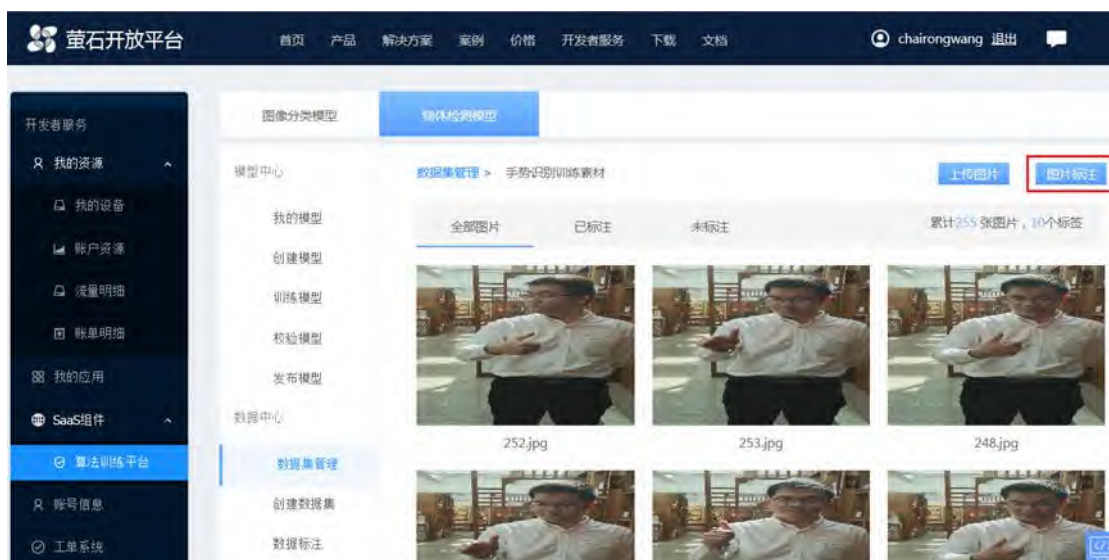 萤石开放平台 首页 产品 解决方案 案例 价格 开发者服务 下载 文档 chairongwang 退出
开发者服务
我的资源
我的设备
账户资源
流量明细
账单明细
我的应用
SaaS组件
算法训练平台
账号信息
工单系统
图像分类模型 物体检测模型
模型中心
我的模型
创建模型
训练模型
校验模型
发布模型
数据中心
数据集管理
创建数据集
数据标注
数据集管理 > 手势识别训练素材 上传图片 图片标注
全部图片 已标注 未标注 累计255 张图片，10个标签
252.jpg 253.jpg 248.jpg